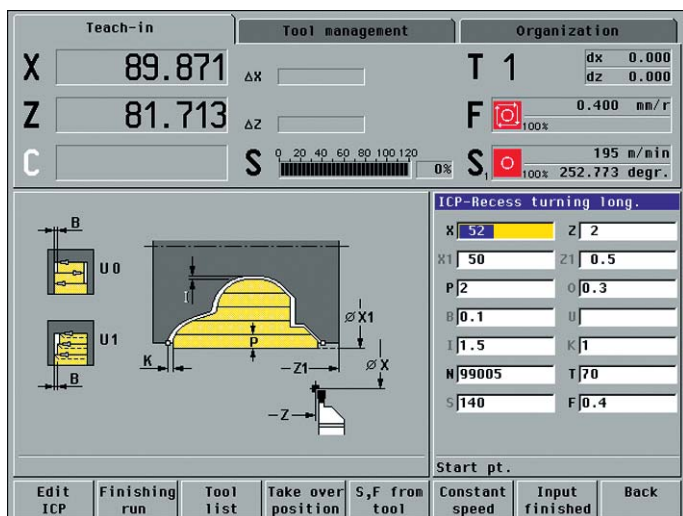 Teach-in Tool management Organization
X 89.871 ΔX T 1 dx 0.000
dz 0.000
Z 81.713 ΔZ F 100% 0.400 mm/r
C S 0 20 40 60 80 100 120 0% S1 100% 195 m/min
252.773 degr.
ICP-Recess turning long.
X 52 Z 2
X1 50 Z1 0.5
P 2 O 0.3
B 0.1 U
I 1.5 K 1
N 99005 T 70
S 140 F 0.4
Start pt.
B
U0
U1
B
I
K
P
Z1
Ø X1
Ø X
Z
Edit ICP Finishing run Tool list Take over position S,F from tool Constant speed Input finished Back